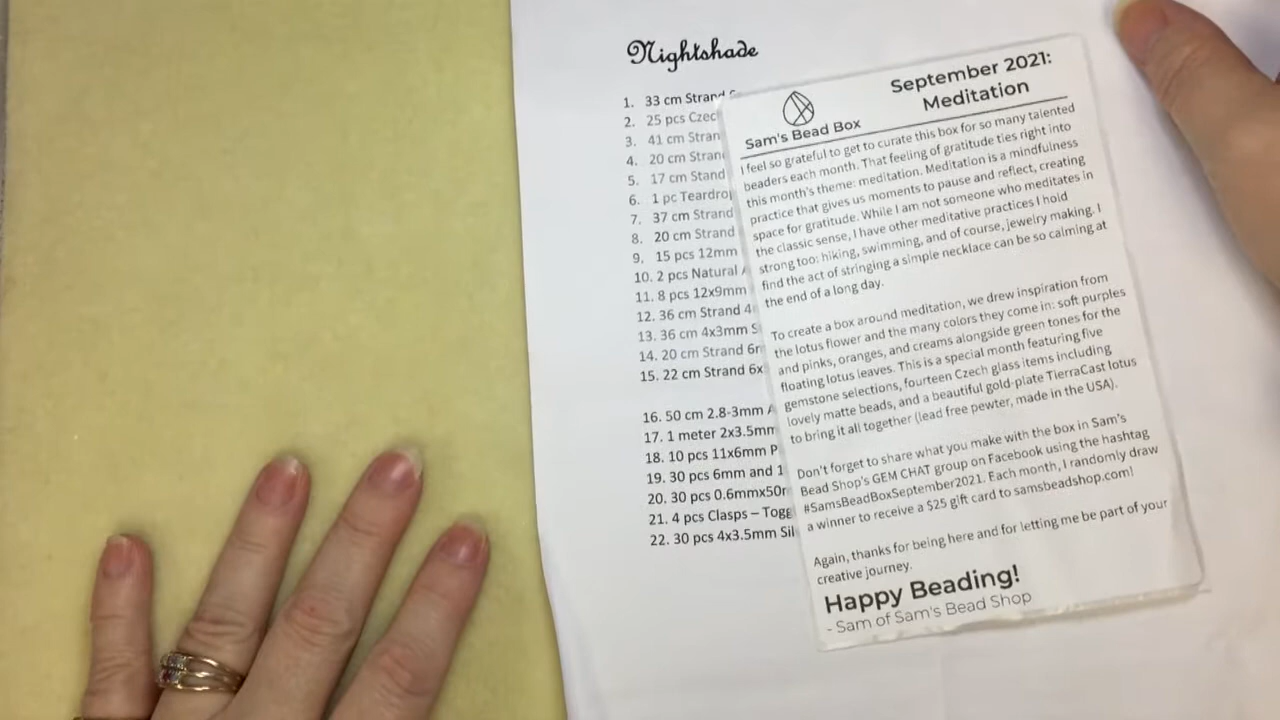 Nightshade
1. 33 cm Strand
2. 25 pcs Czec
3. 41 cm Stran
4. 20 cm Stran
5. 17 cm Stand
6. 1 pc Teardro
7. 37 cm Strand
8. 20 cm Strand
9. 15 pcs 12mm
10. 2 pcs Natural
11. 8 pcs 12x9mm
12. 36 cm Strand 4
13. 36 cm 4x3mm S
14. 20 cm Strand 6
15. 22 cm Strand 6x
16. 50 cm 2.8-3mm
17. 1 meter 2x3.5mm
18. 10 pcs 11x6mm P
19. 30 pcs 6mm and 1
20. 30 pcs 0.6mmx50
21. 4 pcs Clasps – Togg
22. 30 pcs 4x3.5mm Sil
Sam's Bead Box
September 2021:
Meditation
I feel so grateful to get to curate this box for so many talented
beaders each month. That feeling of gratitude ties right into
this month's theme: meditation. Meditation is a mindfulness
practice that gives us moments to pause and reflect, creating
space for gratitude. While I am not someone who meditates in
the classic sense, I have other meditative practices I hold
strong too: hiking, swimming, and of course, jewelry making. I
find the act of stringing a simple necklace can be so calming at
the end of a long day.
To create a box around meditation, we drew inspiration from
the lotus flower and the many colors they come in: soft purples
and pinks, oranges, and creams alongside green tones for the
floating lotus leaves. This is a special month featuring five
gemstone selections, fourteen Czech glass items including
lovely matte beads, and a beautiful gold-plate TierraCast lotus
to bring it all together (lead free pewter, made in the USA).
Don't forget to share what you make with the box in Sam's
Bead Shop's GEM CHAT group on Facebook using the hashtag
#SamsBeadBoxSeptember2021. Each month, I randomly draw
a winner to receive a $25 gift card to samsbeadshop.com!
Again, thanks for being here and for letting me be part of your
creative journey.
Happy Beading!
- Sam of Sam's Bead Shop